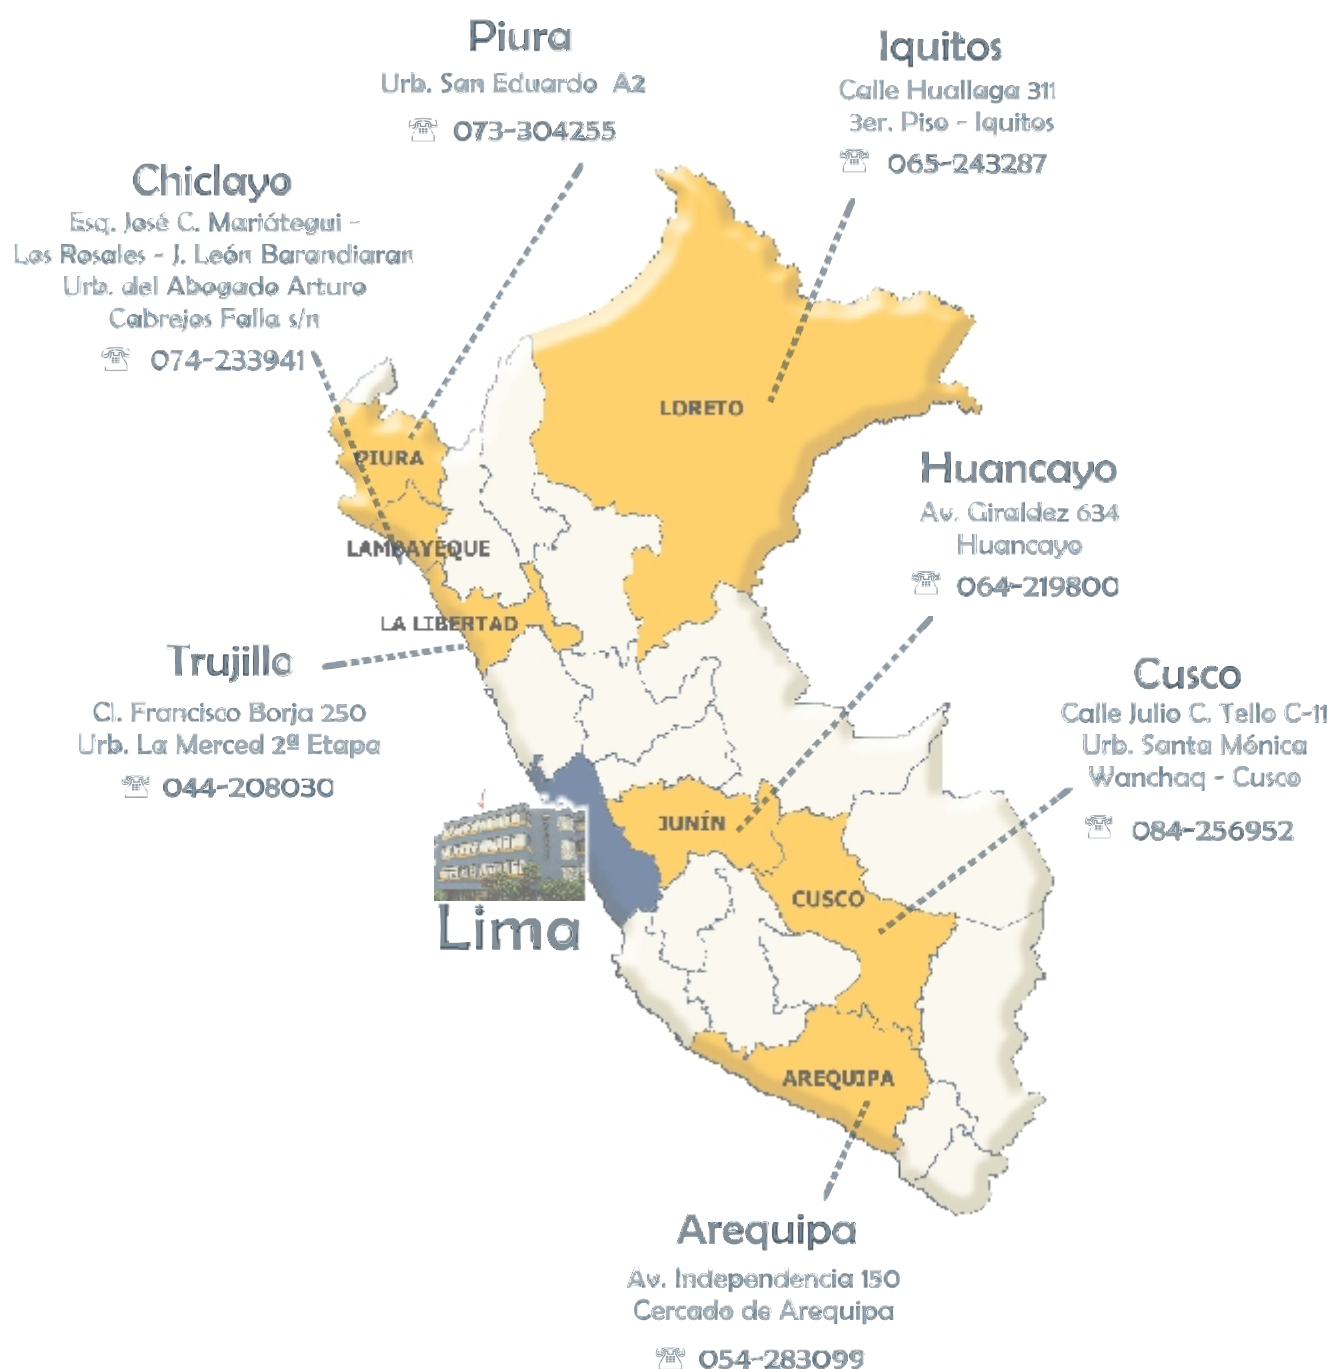 Piura
Urb. San Eduardo A2
073-304255
Iquitos
Calle Huallaga 311
3er. Piso - Iquitos
065-243287
Chiclayo
Esq. José C. Mariátegui -
Los Rosales - J. León Barandiaran
Urb. del Abogado Arturo
Cabrejos Falla s/n
074-233941
LORETO
PIURA
LAMBAYEQUE
LA LIBERTAD
Huancayo
Av. Giraldez 634
Huancayo
064-219800
Trujillo
Cl. Francisco Borja 250
Urb. La Merced 2ª Etapa
044-208030
Cusco
Calle Julio C. Tello C-11
Urb. Santa Mónica
Wanchaq - Cusco
084-256952
JUNÍN
CUSCO
Lima
AREQUIPA
Arequipa
Av. Independencia 150
Cercado de Arequipa
054-283099